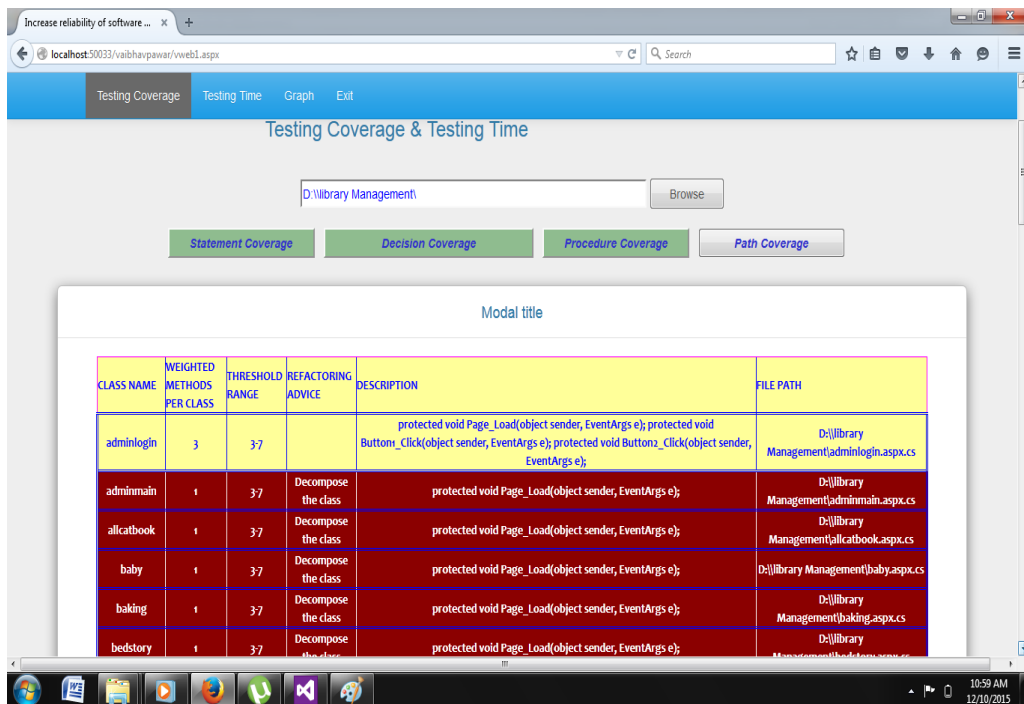 Increase reliability of software ...
localhost:50033/vaibhavpawar/vweb1.aspx
Search
Testing Coverage
Testing Time
Graph
Exit
Testing Coverage & Testing Time
D:\\library Management\
Browse
Statement Coverage
Decision Coverage
Procedure Coverage
Path Coverage
Modal title
CLASS NAME
WEIGHTED
METHODS
PER CLASS
THRESHOLD
RANGE
REFACTORING
ADVICE
DESCRIPTION
FILE PATH
adminlogin
3
3-7
protected void Page_Load(object sender, EventArgs e); protected void
Button1_Click(object sender, EventArgs e); protected void Button2_Click(object sender,
EventArgs e);
D:\\library
Management\adminlogin.aspx.cs
adminmain
1
3-7
Decompose
the class
protected void Page_Load(object sender, EventArgs e);
D:\\library
Management\adminmain.aspx.cs
allcatbook
1
3-7
Decompose
the class
protected void Page_Load(object sender, EventArgs e);
D:\\library
Management\allcatbook.aspx.cs
baby
1
3-7
Decompose
the class
protected void Page_Load(object sender, EventArgs e);
D:\\library Management\baby.aspx.cs
baking
1
3-7
Decompose
the class
protected void Page_Load(object sender, EventArgs e);
D:\\library
Management\baking.aspx.cs
bedstory
1
3-7
Decompose
the class
protected void Page_Load(object sender, EventArgs e);
D:\\library
Management\bedstory.aspx.cs
10:59 AM
12/10/2015